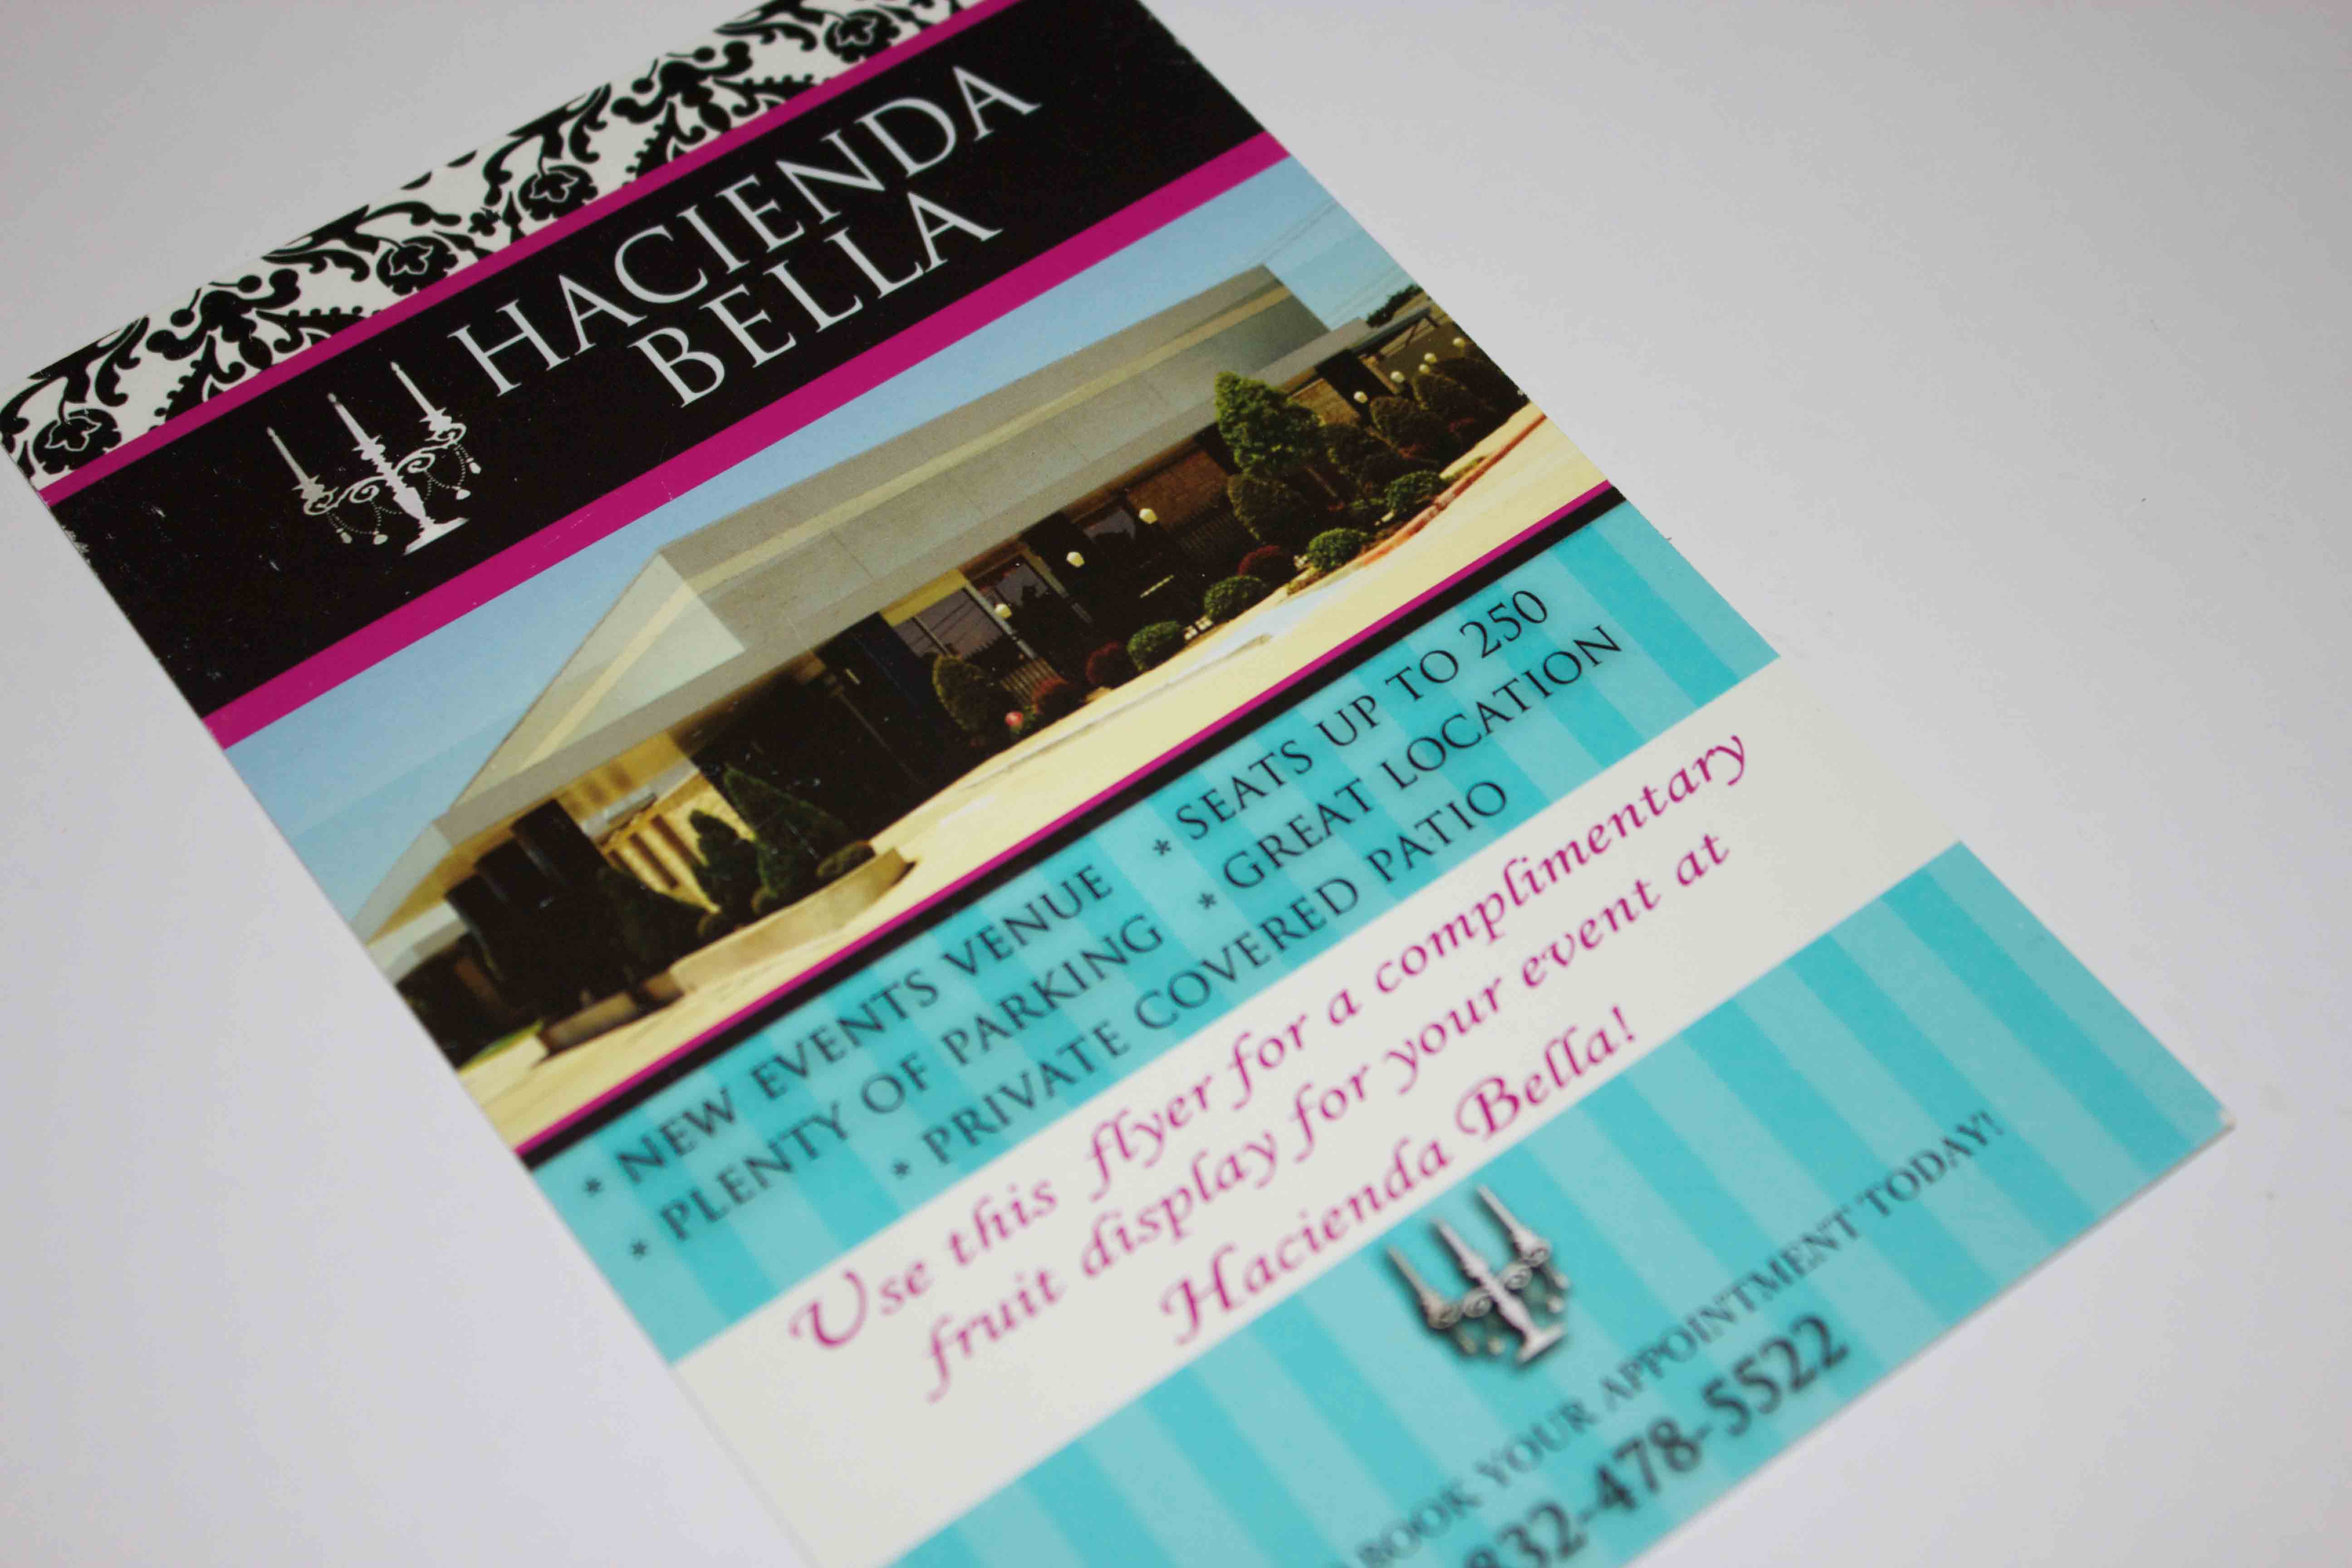 HACIENDA
BELLA
* NEW EVENTS VENUE * SEATS UP TO 250
* PLENTY OF PARKING * GREAT LOCATION
* PRIVATE COVERED PATIO
Use this flyer for a complimentary
fruit display for your event at
Hacienda Bella!
BOOK YOUR APPOINTMENT TODAY!
832-478-5522